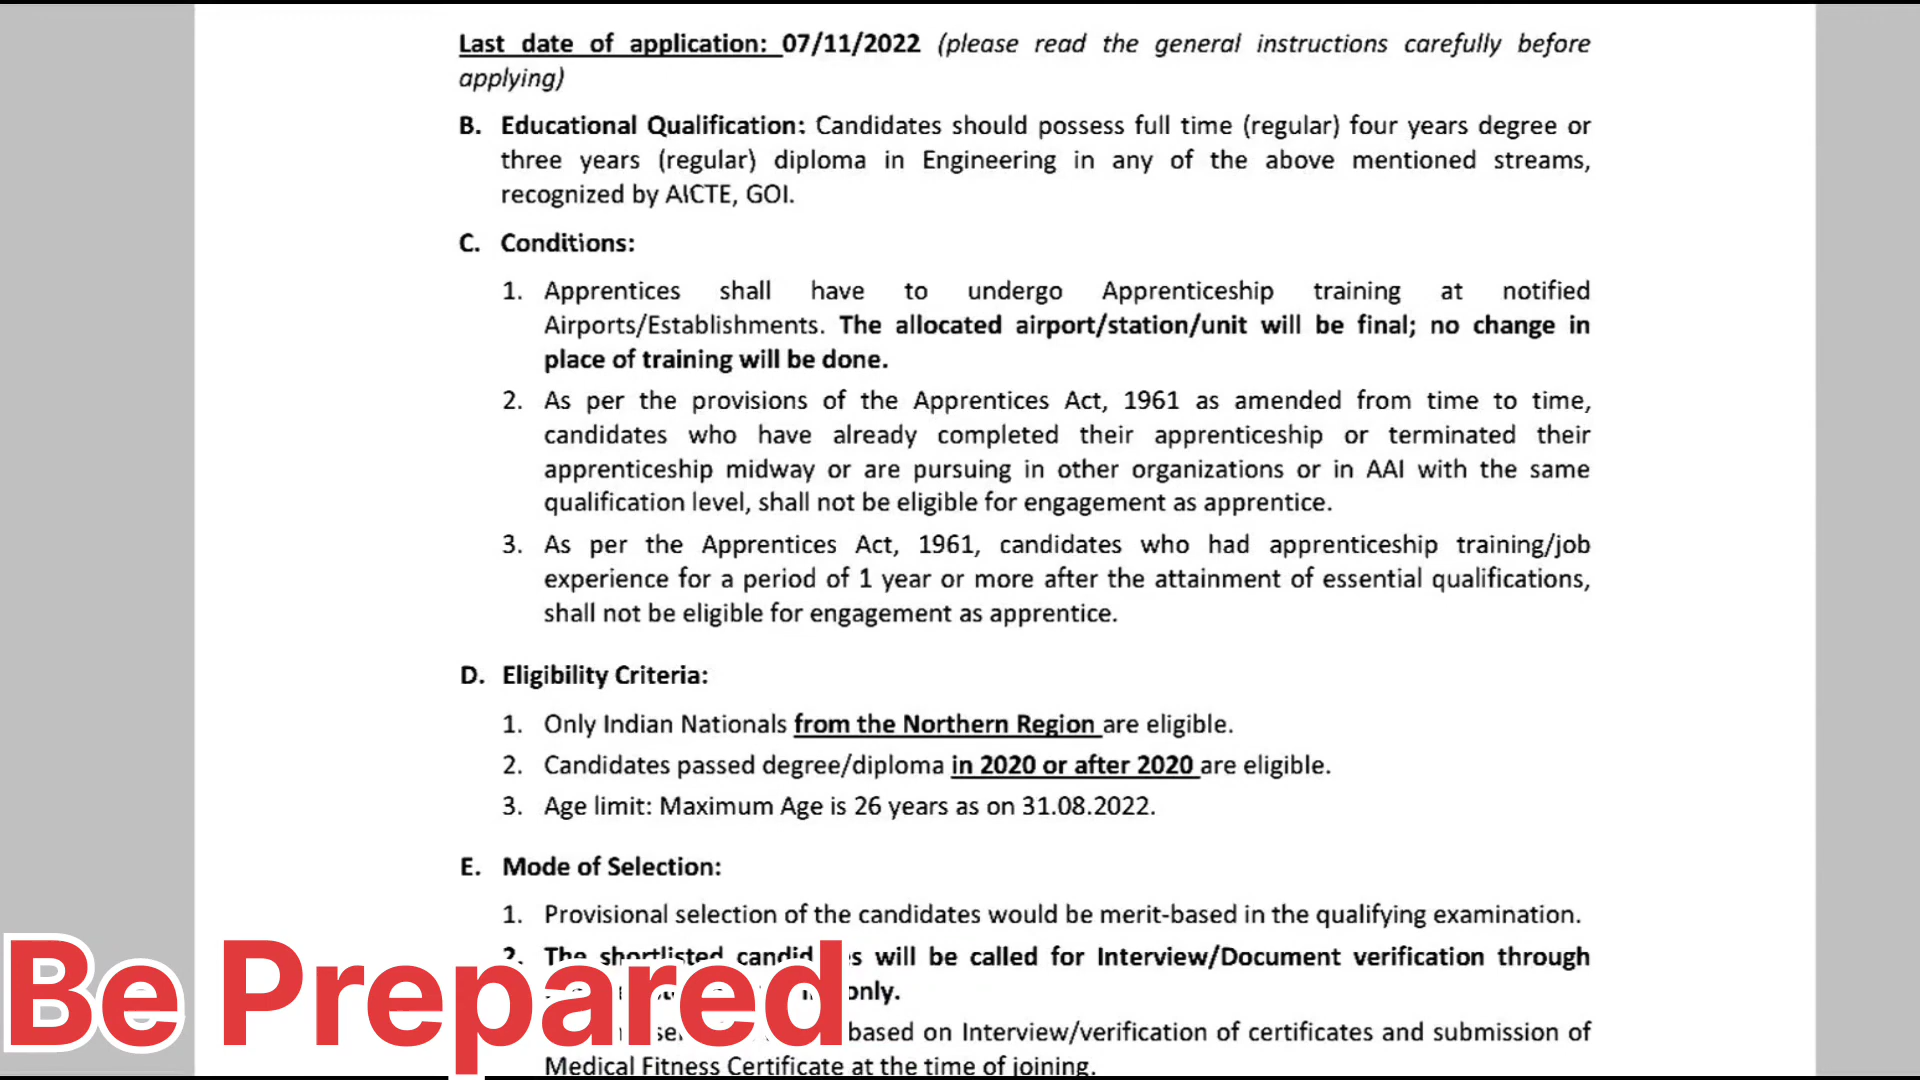 Last date of application: 07/11/2022 (please read the general instructions carefully before
applying)
B. Educational Qualification: Candidates should possess full time (regular) four years degree or
three years (regular) diploma in Engineering in any of the above mentioned streams,
recognized by AICTE, GOI.
C. Conditions:
1. Apprentices shall have to undergo Apprenticeship training at notified
Airports/Establishments. The allocated airport/station/unit will be final; no change in
place of training will be done.
2. As per the provisions of the Apprentices Act, 1961 as amended from time to time,
candidates who have already completed their apprenticeship or terminated their
apprenticeship midway or are pursuing in other organizations or in AAI with the same
qualification level, shall not be eligible for engagement as apprentice.
3. As per the Apprentices Act, 1961, candidates who had apprenticeship training/job
experience for a period of 1 year or more after the attainment of essential qualifications,
shall not be eligible for engagement as apprentice.
D. Eligibility Criteria:
1. Only Indian Nationals from the Northern Region are eligible.
2. Candidates passed degree/diploma in 2020 or after 2020 are eligible.
3. Age limit: Maximum Age is 26 years as on 31.08.2022.
E. Mode of Selection:
1. Provisional selection of the candidates would be merit-based in the qualifying examination.
2. The shortlisted will be called for Interview/Document verification through
only.
based on Interview/verification of certificates and submission of
Medical Fitness Certificate at the time of joining.
Be Prepared